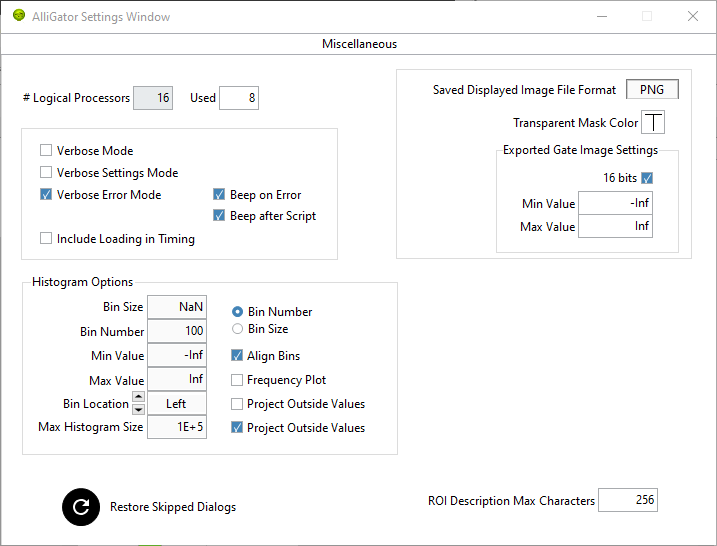 AlliGator Settings Window
Miscellaneous
# Logical Processors 16 Used 8
Saved Displayed Image File Format PNG
Transparent Mask Color T
Exported Gate Image Settings
16 bits
Min Value -Inf
Max Value Inf
Verbose Mode
Verbose Settings Mode
Verbose Error Mode Beep on Error
Beep after Script
Include Loading in Timing
Histogram Options
Bin Size NaN Bin Number
Bin Number 100 Bin Size
Min Value -Inf Align Bins
Max Value Inf Frequency Plot
Bin Location Left Project Outside Values
Max Histogram Size 1E+5 Project Outside Values
Restore Skipped Dialogs
ROI Description Max Characters 256